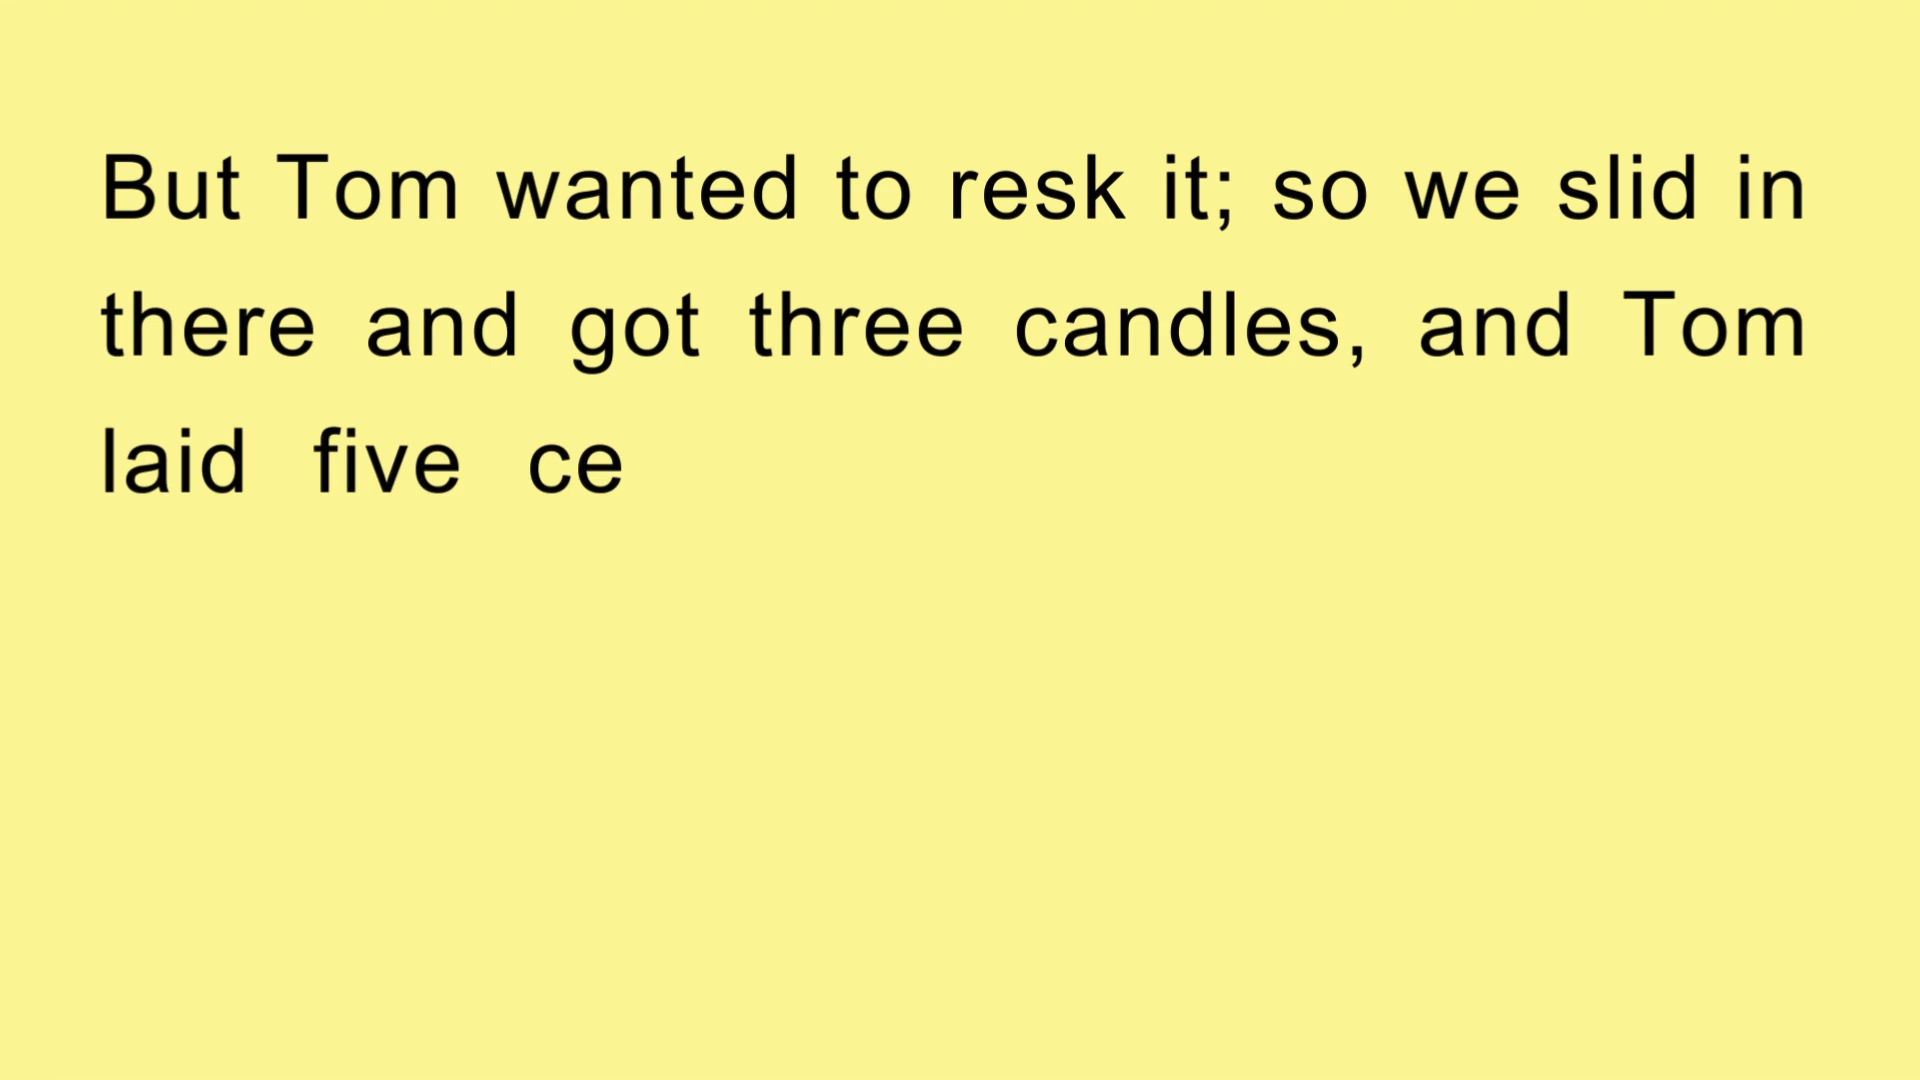 But Tom wanted to resk it; so we slid in
there and got three candles, and Tom
laid five ce